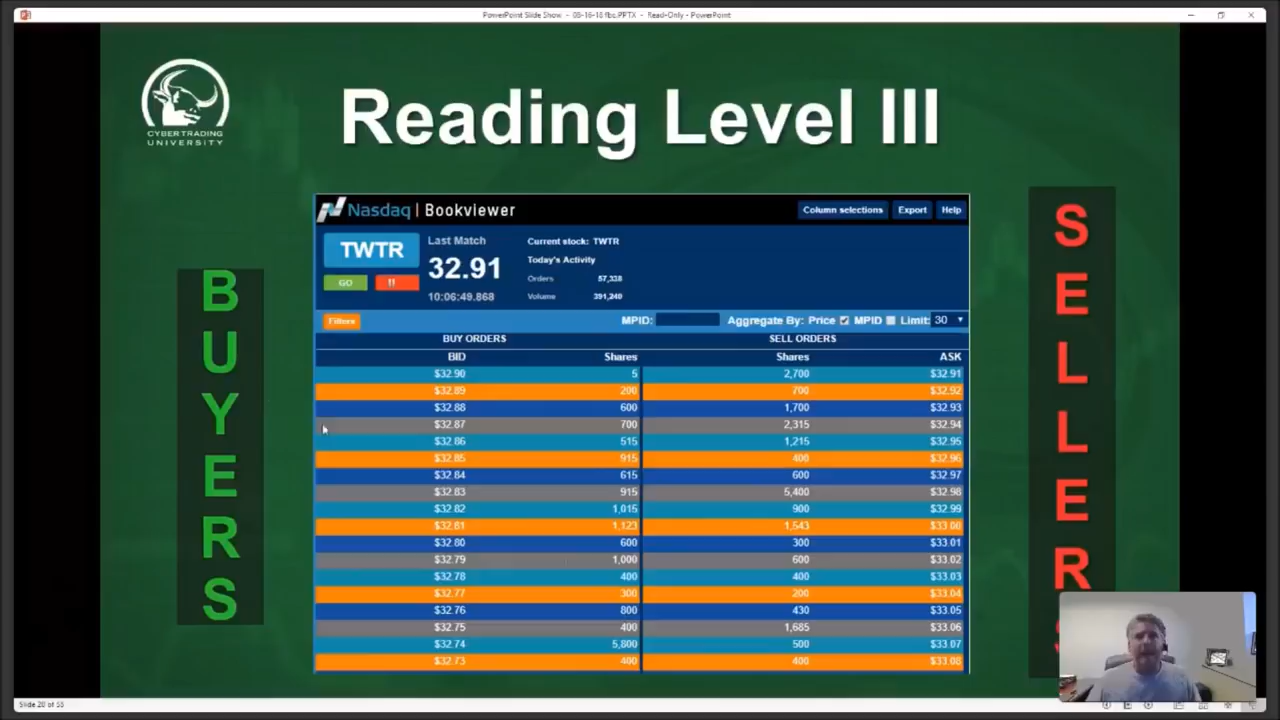 PowerPoint Slide Show - 08-16-18 fbc.PPTX - Read-Only - PowerPoint
CYBERTRADING
UNIVERSITY
Reading Level III
Nasdaq | Bookviewer
Column selections Export Help
TWTR
GO !!
Last Match
32.91
10:06:49.868
Current stock: TWTR
Today's Activity
Orders 57,338
Volume 391,240
Filters MPID: Aggregate By: Price MPID Limit: 30
BUY ORDERS SELL ORDERS
BID Shares Shares ASK
$32.90 5 2,700 $32.91
$32.89 200 700 $32.92
$32.88 600 1,700 $32.93
$32.87 700 2,315 $32.94
$32.86 515 1,215 $32.95
$32.85 915 400 $32.96
$32.84 615 600 $32.97
$32.83 915 5,400 $32.98
$32.82 1,015 900 $32.99
$32.81 1,123 1,543 $33.00
$32.80 600 300 $33.01
$32.79 1,000 600 $33.02
$32.78 400 400 $33.03
$32.77 300 200 $33.04
$32.76 800 430 $33.05
$32.75 400 1,685 $33.06
$32.74 5,800 500 $33.07
$32.73 400 400 $33.08
BUYERS
SELLERS
Slide 20 of 55